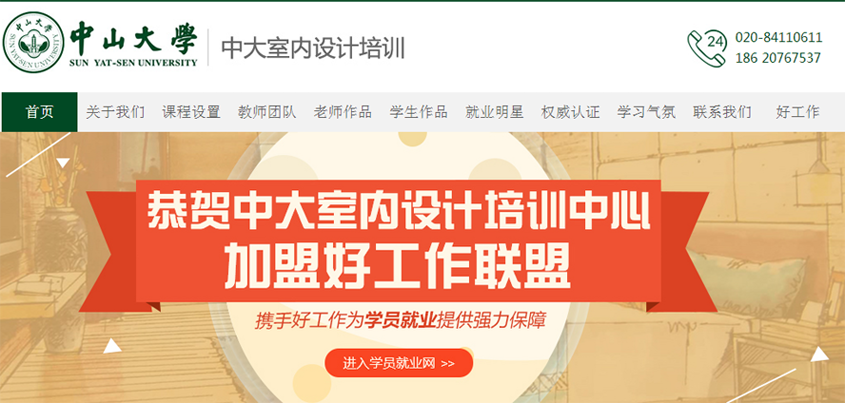 中山大學
SUN YAT-SEN UNIVERSITY
中大室内设计培训
24
020-84110611
186 20767537
首页 关于我们 课程设置 教师团队 老师作品 学生作品 就业明星 权威认证 学习气氛 联系我们 好工作
恭贺中大室内设计培训中心
加盟好工作联盟
携手好工作为学员就业提供强力保障
进入学员就业网 >>